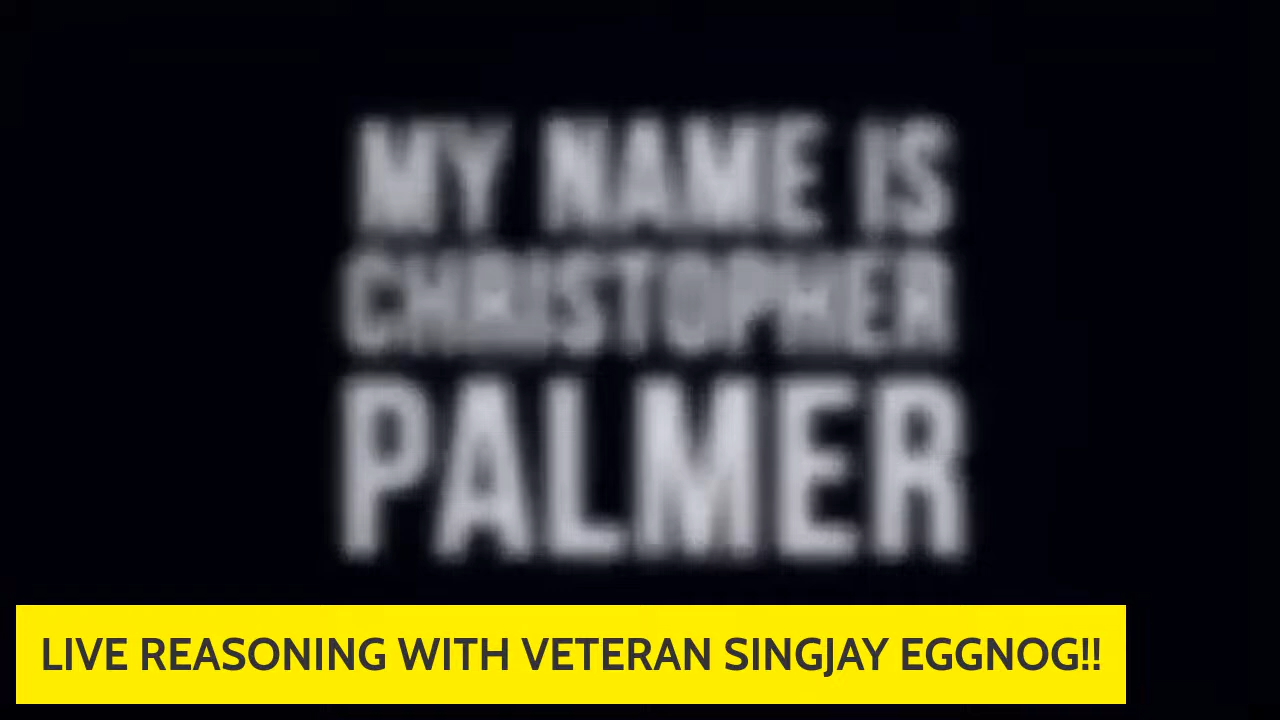 MY NAME IS
CHRISTOPHER
PALMER
LIVE REASONING WITH VETERAN SINGJAY EGGNOG!!